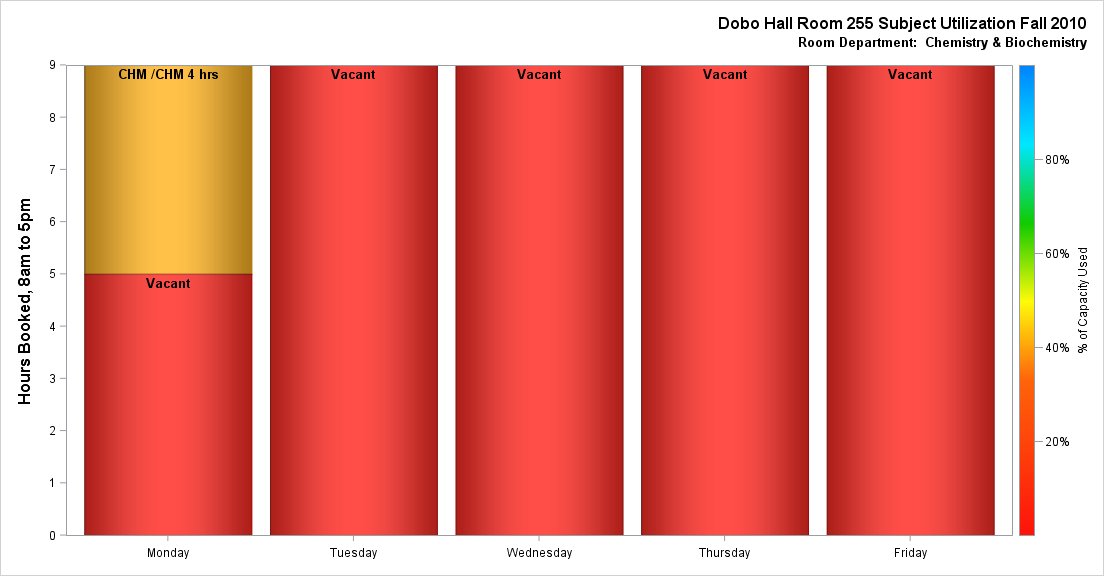 Dobo Hall Room 255 Subject Utilization Fall 2010
Room Department:  Chemistry & Biochemistry
Hours Booked, 8am to 5pm
9
8
7
6
5
4
3
2
1
0
CHM /CHM 4 hrs
Vacant
Vacant
Vacant
Vacant
Vacant
Monday
Tuesday
Wednesday
Thursday
Friday
80%
60%
40%
20%
% of Capacity Used